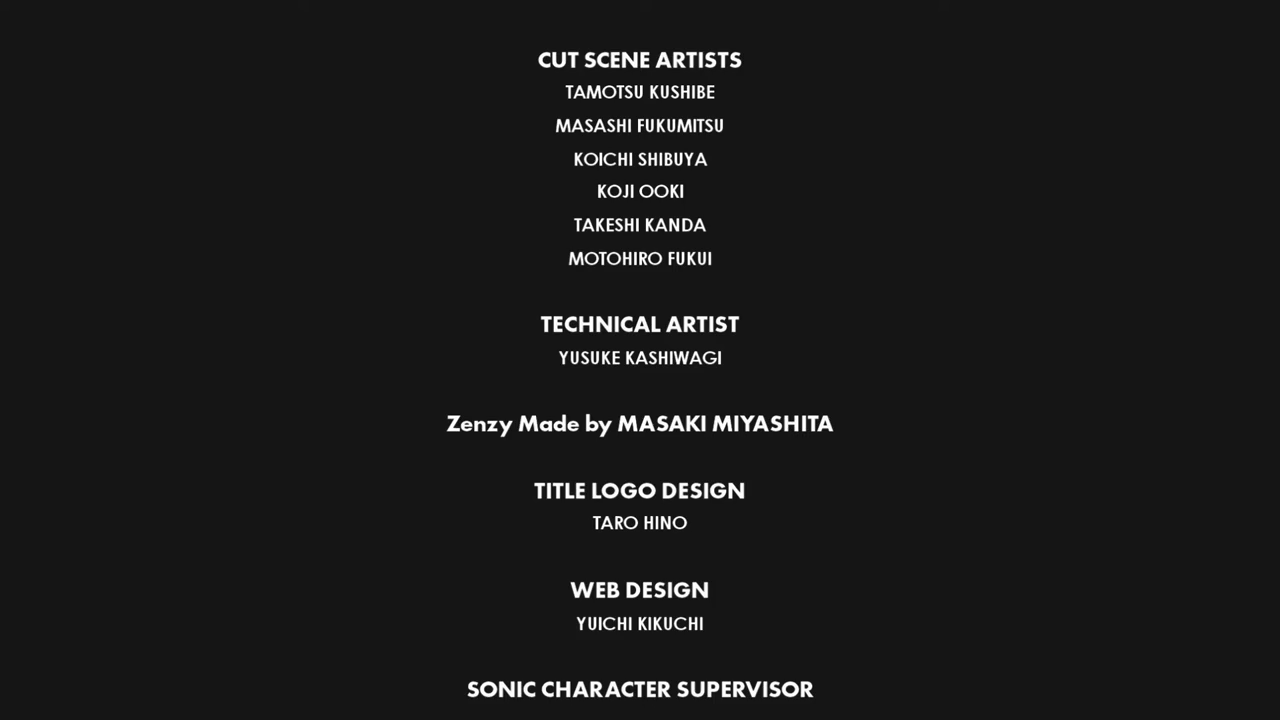 CUT SCENE ARTISTS
TAMOTSU KUSHIBE
MASASHI FUKUMITSU
KOICHI SHIBUYA
KOJI OOKI
TAKESHI KANDA
MOTOHIRO FUKUI
TECHNICAL ARTIST
YUSUKE KASHIWAGI
Zenzy Made by MASAKI MIYASHITA
TITLE LOGO DESIGN
TARO HINO
WEB DESIGN
YUICHI KIKUCHI
SONIC CHARACTER SUPERVISOR